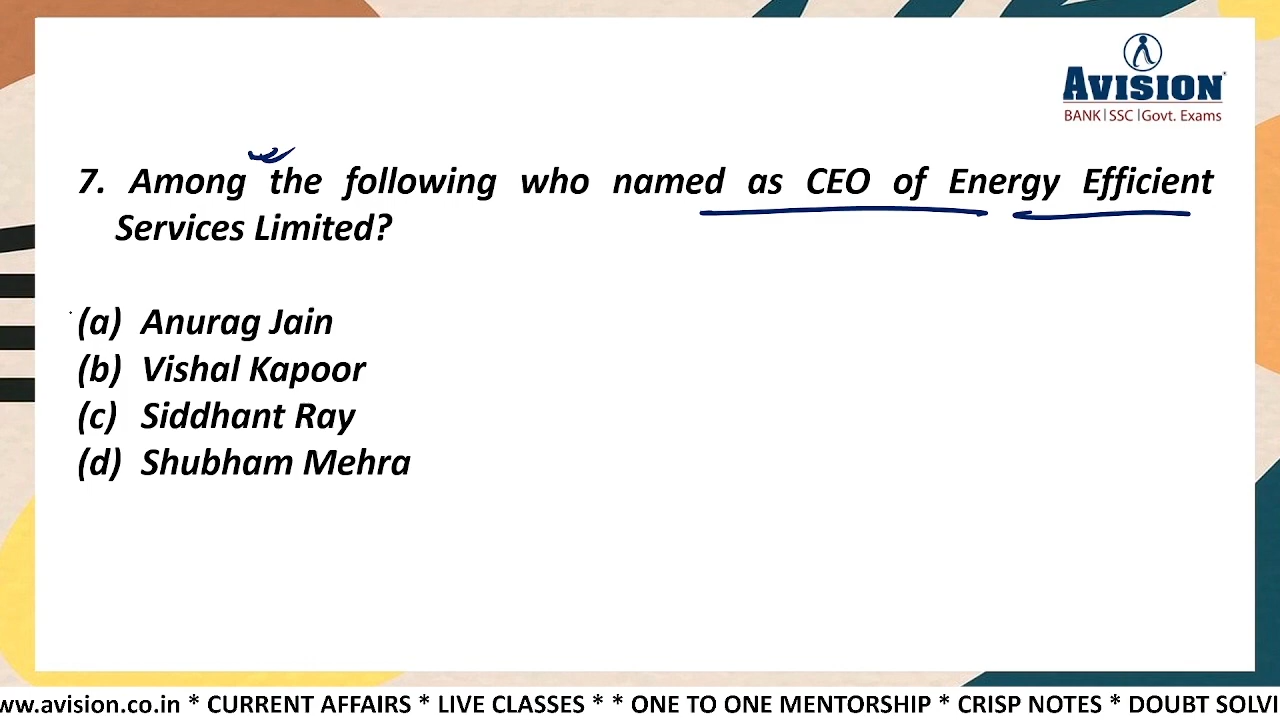 AVISION
BANK | SSC | Govt. Exams
7. Among the following who named as CEO of Energy Efficient
Services Limited?
(a) Anurag Jain
(b) Vishal Kapoor
(c) Siddhant Ray
(d) Shubham Mehra
ww.avision.co.in * CURRENT AFFAIRS * LIVE CLASSES * * ONE TO ONE MENTORSHIP * CRISP NOTES * DOUBT SOLVI